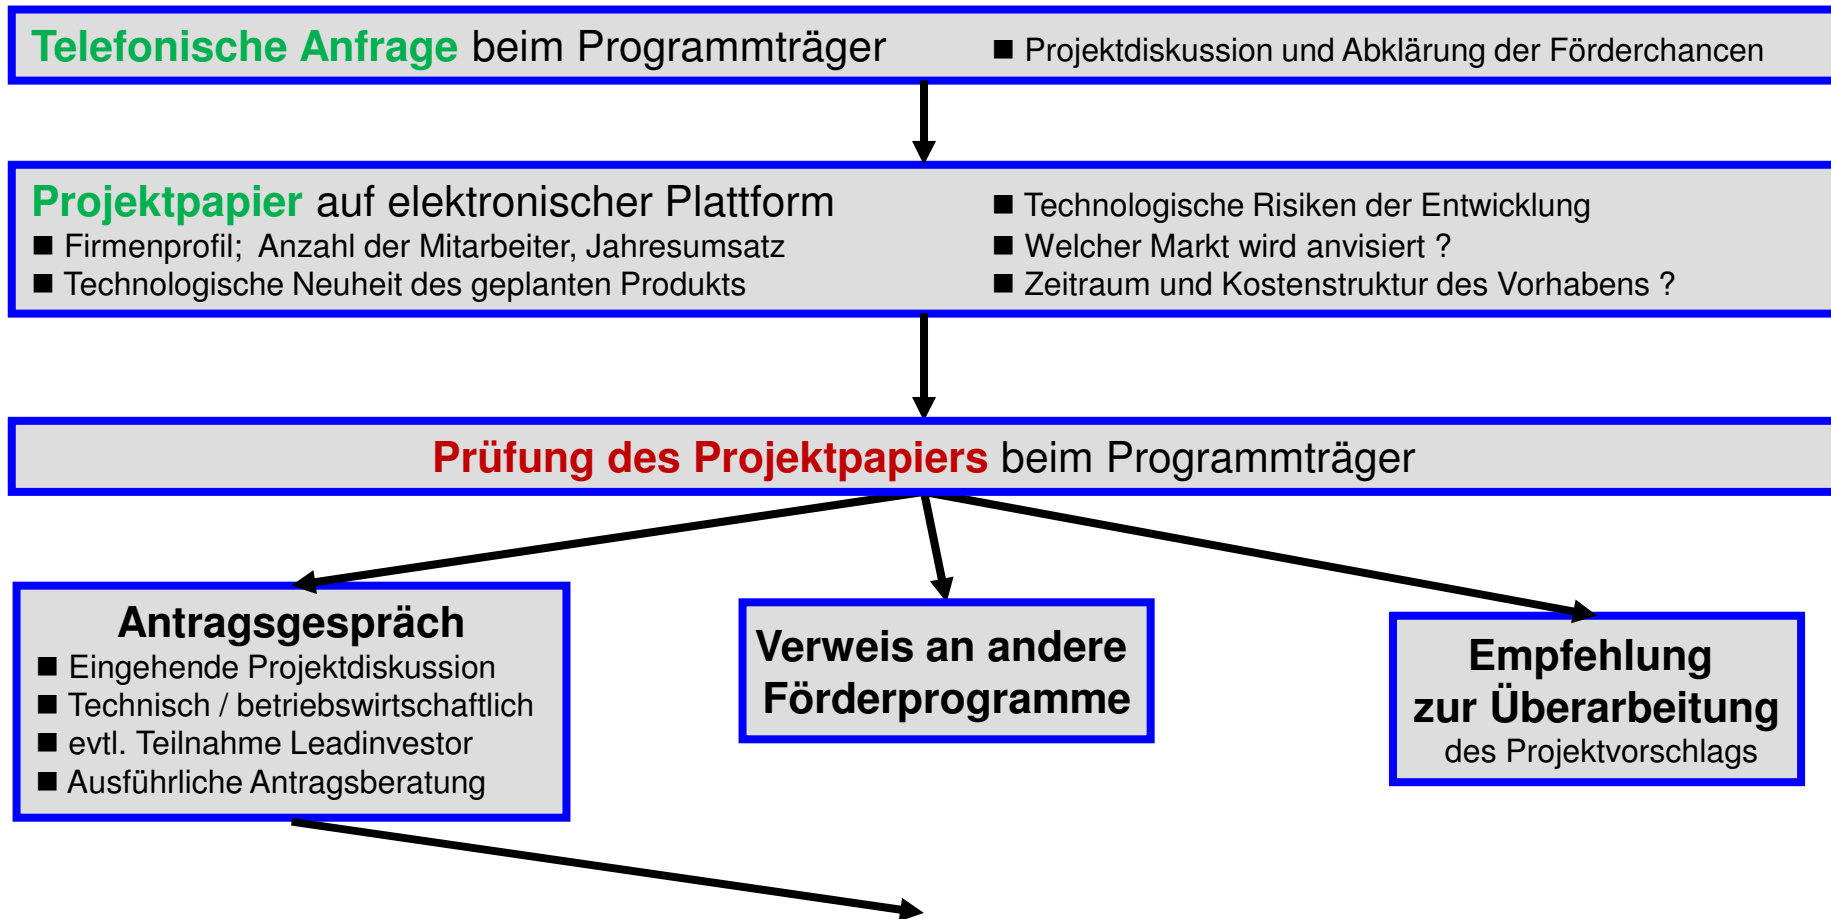 Telefonische Anfrage beim Programmträger
■ Projektdiskussion und Abklärung der Förderchancen
Projektpapier auf elektronischer Plattform
■ Firmenprofil; Anzahl der Mitarbeiter, Jahresumsatz
■ Technologische Neuheit des geplanten Produkts
■ Technologische Risiken der Entwicklung
■ Welcher Markt wird anvisiert ?
■ Zeitraum und Kostenstruktur des Vorhabens ?
Prüfung des Projektpapiers beim Programmträger
Antragsgespräch
■ Eingehende Projektdiskussion
■ Technisch / betriebswirtschaftlich
■ evtl. Teilnahme Leadinvestor
■ Ausführliche Antragsberatung
Verweis an andere
Förderprogramme
Empfehlung
zur Überarbeitung
des Projektvorschlags